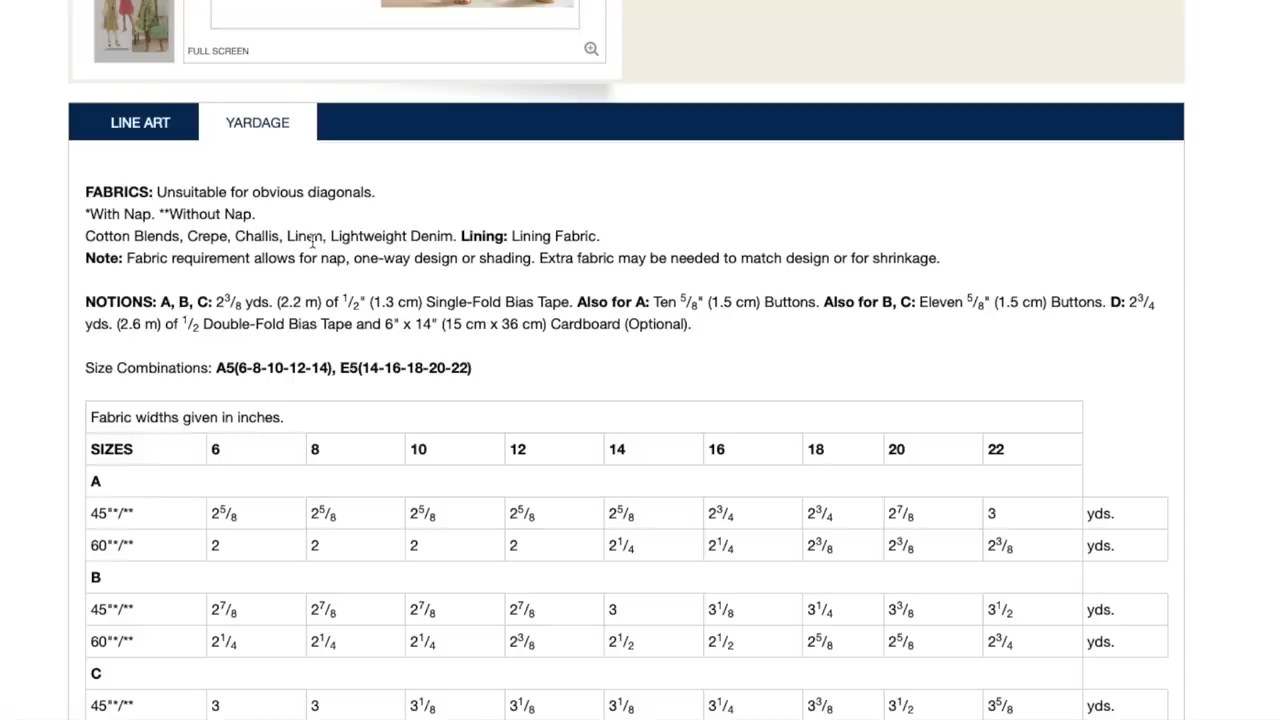 FULL SCREEN
LINE ART YARDAGE
FABRICS: Unsuitable for obvious diagonals.
*With Nap. **Without Nap.
Cotton Blends, Crepe, Challis, Linen, Lightweight Denim. Lining: Lining Fabric.
Note: Fabric requirement allows for nap, one-way design or shading. Extra fabric may be needed to match design or for shrinkage.
NOTIONS: A, B, C: 2 3/8 yds. (2.2 m) of 1/2" (1.3 cm) Single-Fold Bias Tape. Also for A: Ten 5/8" (1.5 cm) Buttons. Also for B, C: Eleven 5/8" (1.5 cm) Buttons. D: 2 3/4
yds. (2.6 m) of 1/2 Double-Fold Bias Tape and 6" x 14" (15 cm x 36 cm) Cardboard (Optional).
Size Combinations: A5(6-8-10-12-14), E5(14-16-18-20-22)
Fabric widths given in inches.
SIZES 6 8 10 12 14 16 18 20 22
A
45"*/** 2 5/8 2 5/8 2 5/8 2 5/8 2 5/8 2 3/4 2 3/4 2 7/8 3 yds.
60"*/** 2 2 2 2 2 1/4 2 1/4 2 3/8 2 3/8 2 3/8 yds.
B
45"*/** 2 7/8 2 7/8 2 7/8 2 7/8 3 3 1/8 3 1/4 3 3/8 3 1/2 yds.
60"*/** 2 1/4 2 1/4 2 1/4 2 3/8 2 1/2 2 1/2 2 5/8 2 5/8 2 3/4 yds.
C
45"*/** 3 3 3 1/8 3 1/8 3 1/8 3 1/4 3 3/8 3 1/2 3 5/8 yds.